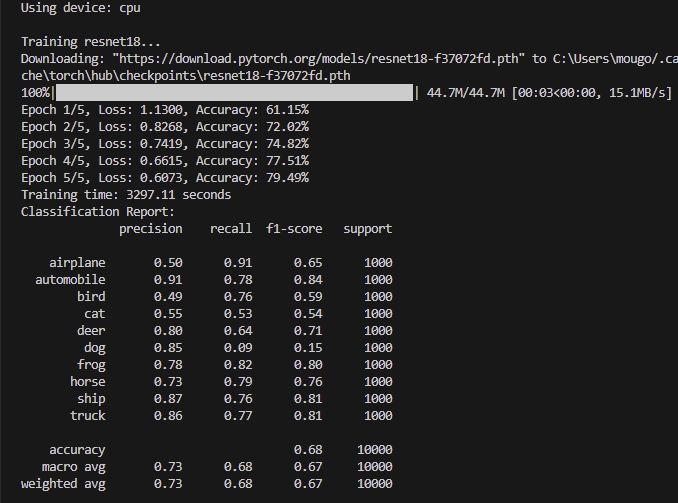 Using device: cpu
Training resnet18...
Downloading: "https://download.pytorch.org/models/resnet18-f37072fd.pth" to C:\Users\mougo/.ca
che\torch\hub\checkpoints\resnet18-f37072fd.pth
100%| | 44.7M/44.7M [00:03<00:00, 15.1MB/s]
Epoch 1/5, Loss: 1.1300, Accuracy: 61.15%
Epoch 2/5, Loss: 0.8268, Accuracy: 72.02%
Epoch 3/5, Loss: 0.7419, Accuracy: 74.82%
Epoch 4/5, Loss: 0.6615, Accuracy: 77.51%
Epoch 5/5, Loss: 0.6073, Accuracy: 79.49%
Training time: 3297.11 seconds
Classification Report:
precision recall f1-score support
airplane 0.50 0.91 0.65 1000
automobile 0.91 0.78 0.84 1000
bird 0.49 0.76 0.59 1000
cat 0.55 0.53 0.54 1000
deer 0.80 0.64 0.71 1000
dog 0.85 0.09 0.15 1000
frog 0.78 0.82 0.80 1000
horse 0.73 0.79 0.76 1000
ship 0.87 0.76 0.81 1000
truck 0.86 0.77 0.81 1000
accuracy 0.68 10000
macro avg 0.73 0.68 0.67 10000
weighted avg 0.73 0.68 0.67 10000